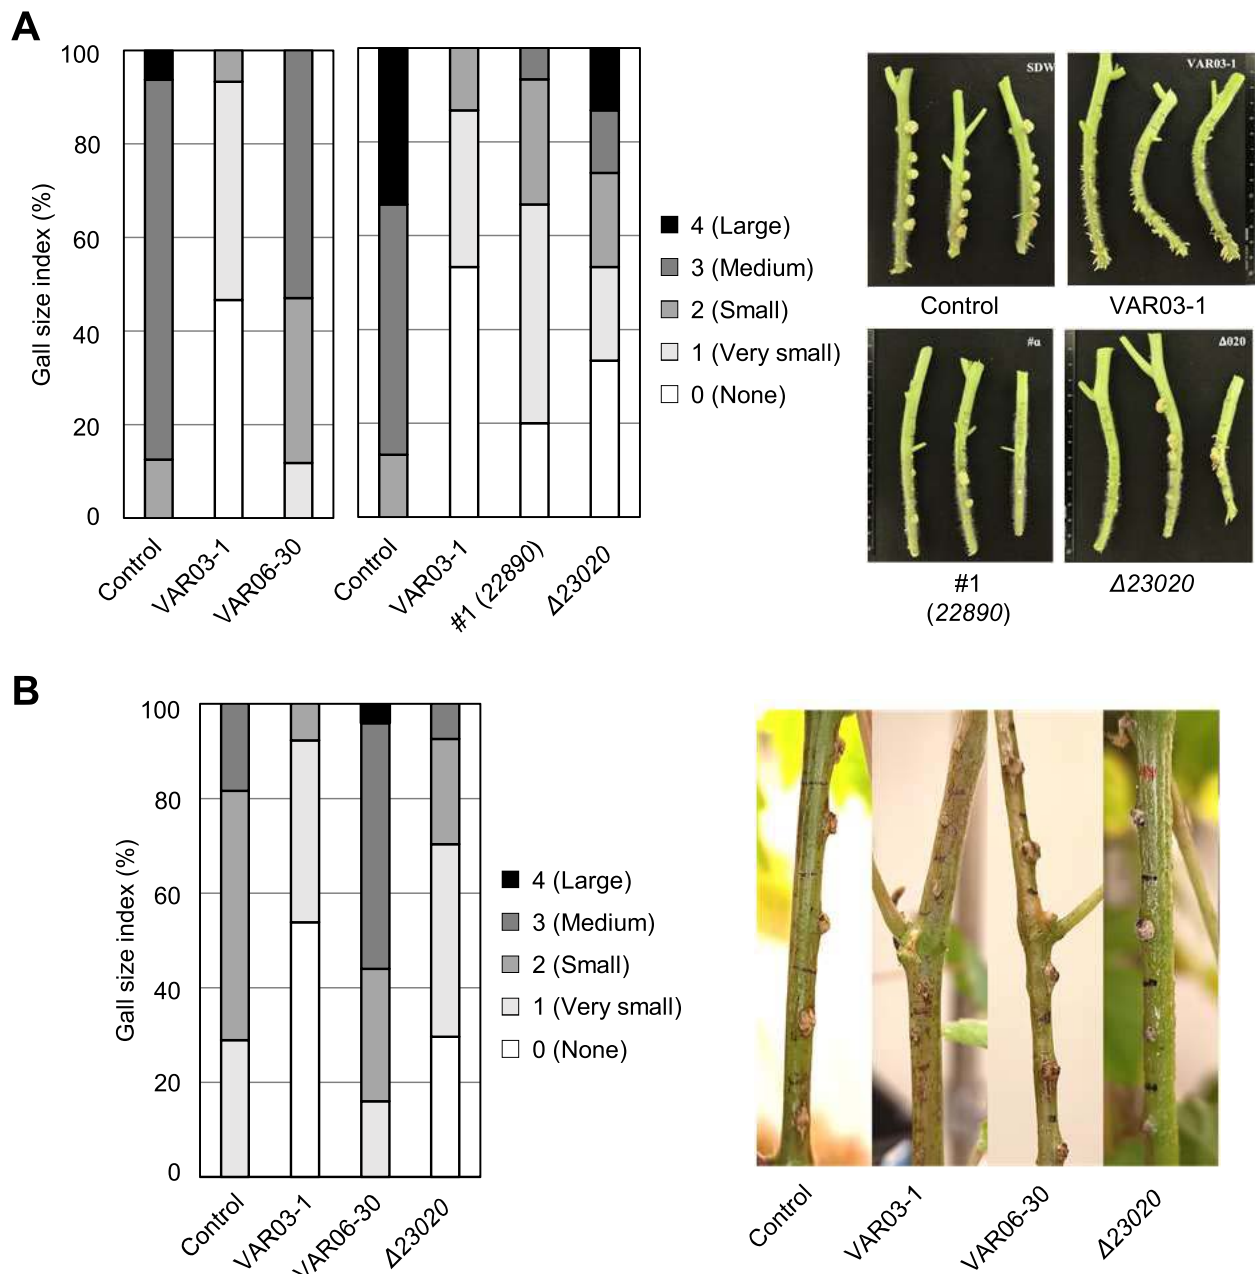 A
Gall size index (%)
100
80
60
40
20
0
Control
VAR03-1
VAR06-30
Control
VAR03-1
#1 (22890)
Δ23020
4 (Large)
3 (Medium)
2 (Small)
1 (Very small)
0 (None)
SDW
VAR03-1
Control
VAR03-1
#α
Δ020
#1
(22890)
Δ23020
B
Gall size index (%)
100
80
60
40
20
0
Control
VAR03-1
VAR06-30
Δ23020
4 (Large)
3 (Medium)
2 (Small)
1 (Very small)
0 (None)
Control
VAR03-1
VAR06-30
Δ23020